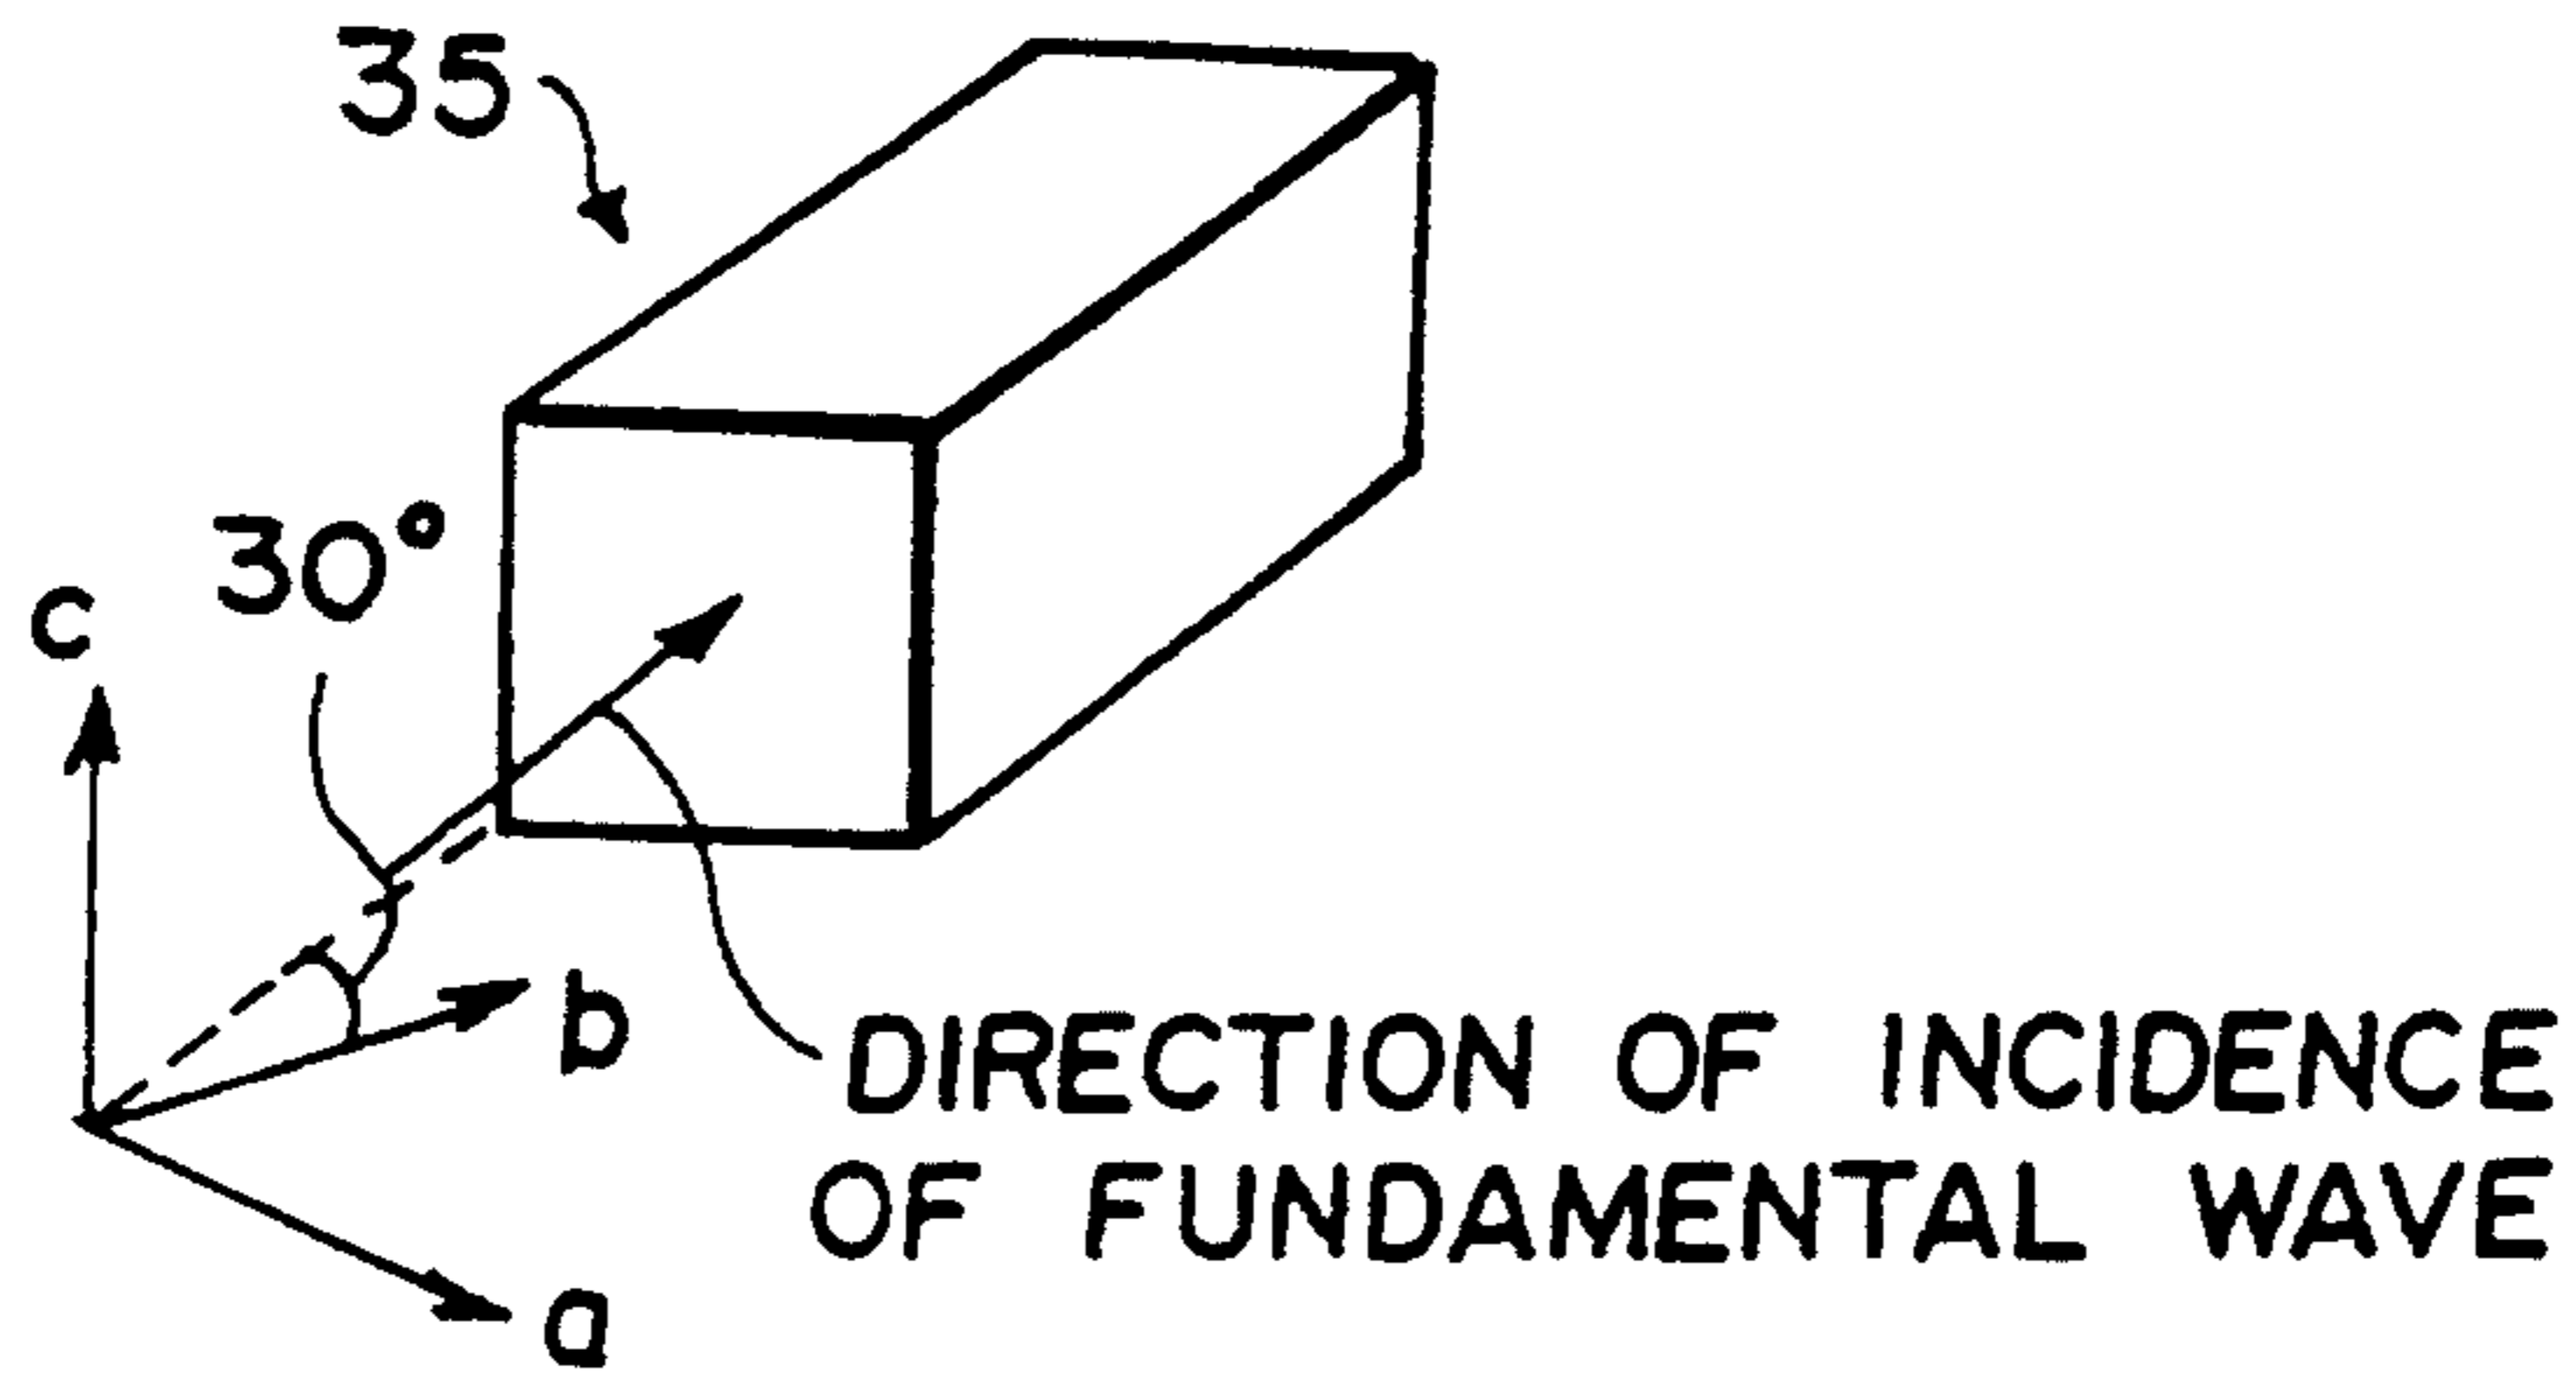 35
30°
c
b
DIRECTION OF INCIDENCE
OF FUNDAMENTAL WAVE
a